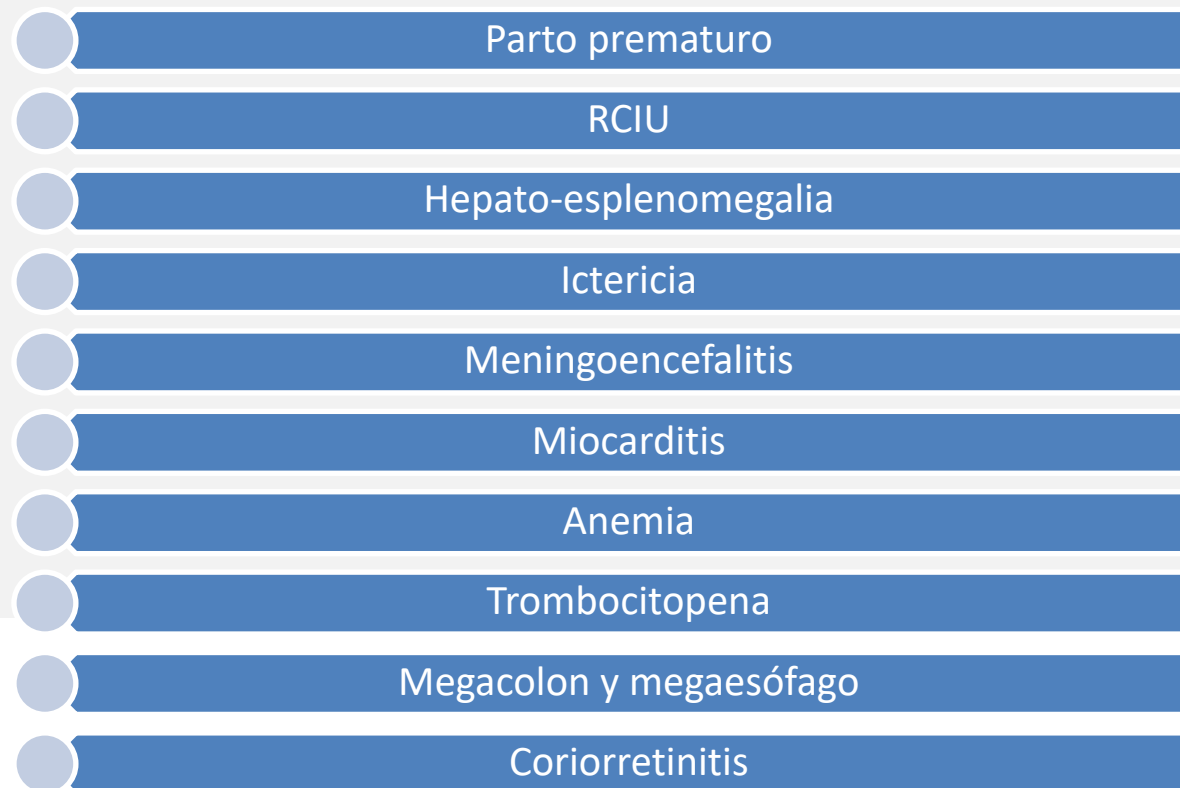 Parto prematuro
RCIU
Hepato-esplenomegalia
Ictericia
Meningoencefalitis
Miocarditis
Anemia
Trombocitopena
Megacolon y megaesófago
Coriorretinitis